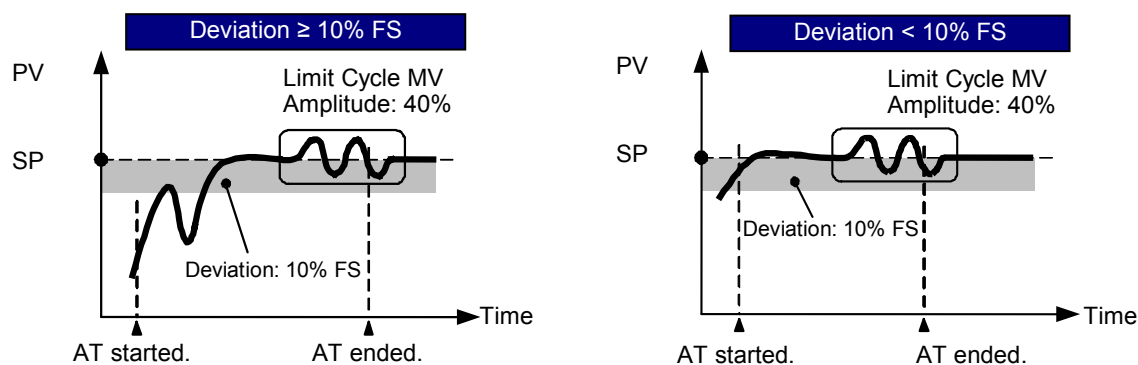 Deviation ≥ 10% FS
PV
Limit Cycle MV
Amplitude: 40%
SP
Deviation: 10% FS
Time
AT started.
AT ended.
Deviation < 10% FS
PV
Limit Cycle MV
Amplitude: 40%
SP
Deviation: 10% FS
Time
AT started.
AT ended.